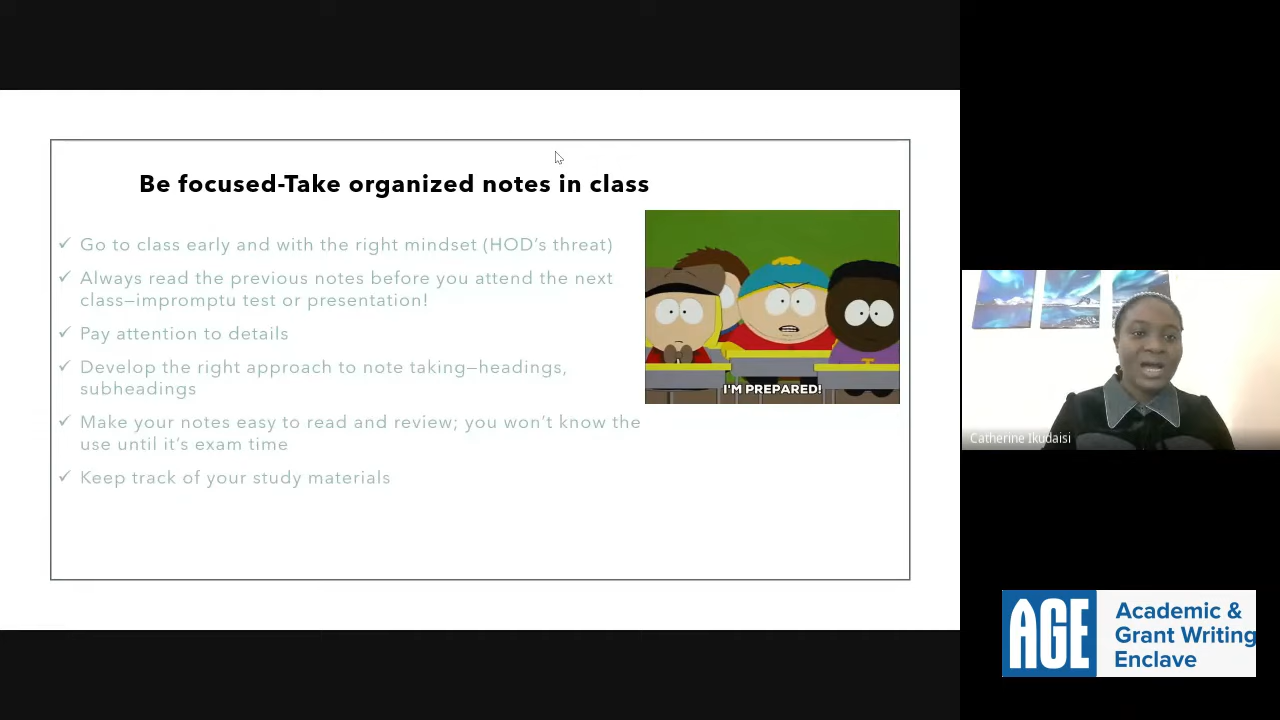 Be focused-Take organized notes in class
✓ Go to class early and with the right mindset (HOD's threat)
✓ Always read the previous notes before you attend the next
class—impromptu test or presentation!
✓ Pay attention to details
✓ Develop the right approach to note taking—headings,
subheadings
✓ Make your notes easy to read and review; you won't know the
use until it's exam time
✓ Keep track of your study materials
I'M PREPARED!
Catherine Ikudaisi
AGE
Academic &
Grant Writing
Enclave